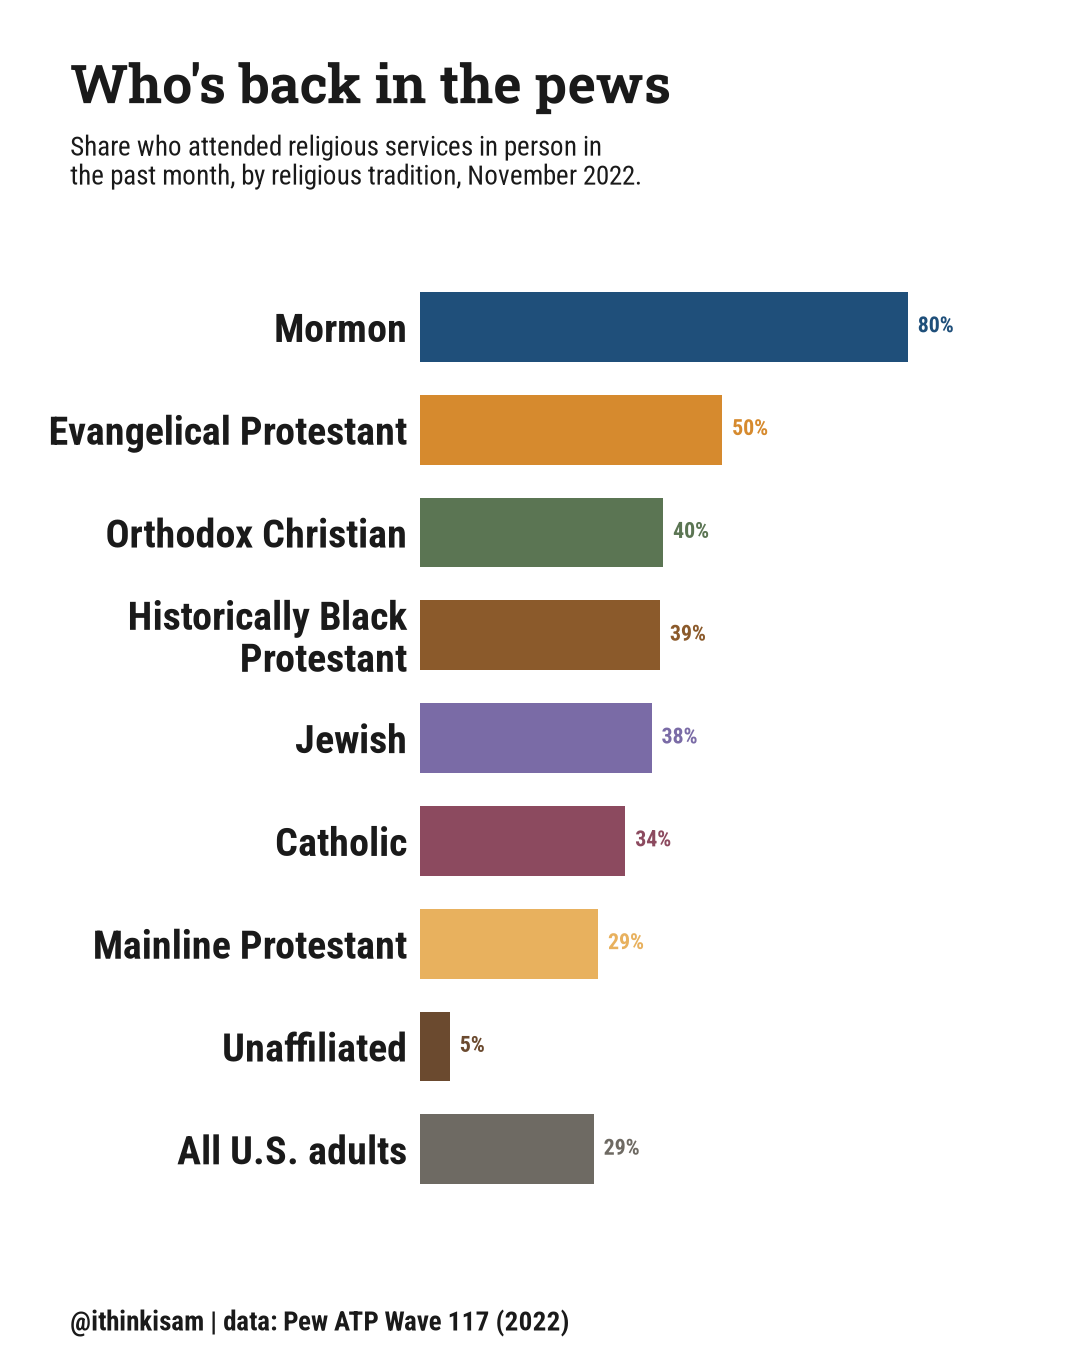 Who's back in the pews
Share who attended religious services in person in
the past month, by religious tradition, November 2022.
Mormon 80%
Evangelical Protestant 50%
Orthodox Christian 40%
Historically Black
Protestant 39%
Jewish 38%
Catholic 34%
Mainline Protestant 29%
Unaffiliated 5%
All U.S. adults 29%
@ithinkisam | data: Pew ATP Wave 117 (2022)